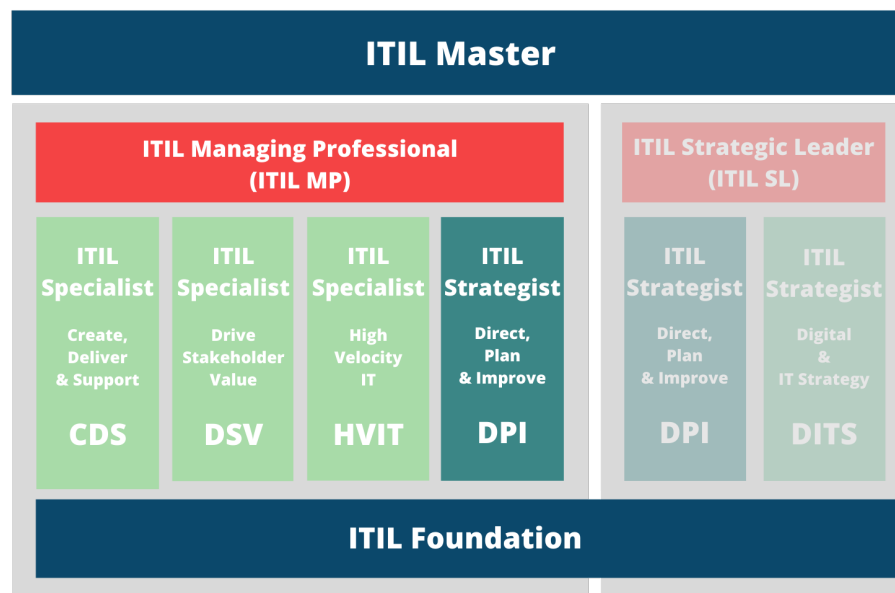 ITIL Master
ITIL Managing Professional
(ITIL MP)
ITIL
Specialist
Create,
Deliver
& Support
CDS
ITIL
Specialist
Drive
Stakeholder
Value
DSV
ITIL
Specialist
High
Velocity
IT
HVIT
ITIL
Strategist
Direct,
Plan
& Improve
DPI
ITIL Strategic Leader
(ITIL SL)
ITIL
Strategist
Direct,
Plan
& Improve
DPI
ITIL
Strategist
Digital
&
IT Strategy
DITS
ITIL Foundation